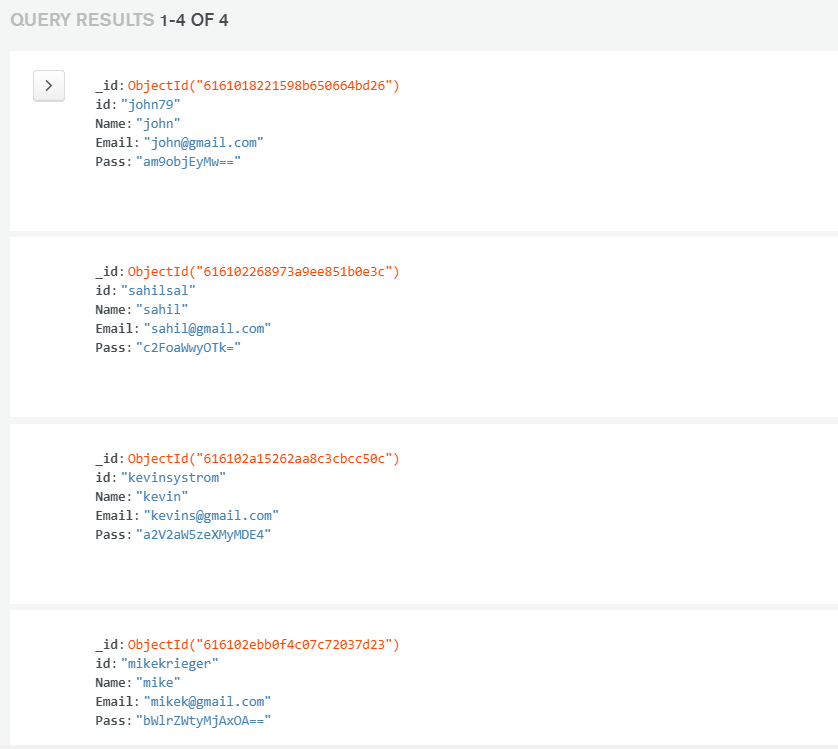 QUERY RESULTS 1-4 OF 4
_id: ObjectId("6161018221598b650664bd26")
id: "john79"
Name: "john"
Email: "john@gmail.com"
Pass: "am9objEyMw=="
_id: ObjectId("616102268973a9ee851b0e3c")
id: "sahilsal"
Name: "sahil"
Email: "sahil@gmail.com"
Pass: "c2FoaWwyOTk="
_id: ObjectId("616102a15262aa8c3cbcc50c")
id: "kevinsystrom"
Name: "kevin"
Email: "kevins@gmail.com"
Pass: "a2V2aW5zeXMyMDE4"
_id: ObjectId("616102ebb0f4c07c72037d23")
id: "mikekrieger"
Name: "mike"
Email: "mikek@gmail.com"
Pass: "bWlrZWtyMjAxOA=="